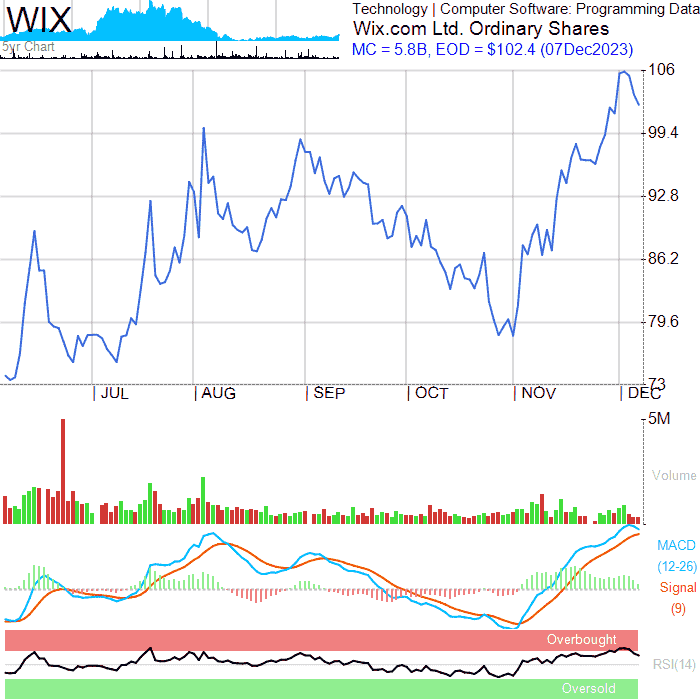 WIX
5yr Chart
Technology | Computer Software: Programming Data
Wix.com Ltd. Ordinary Shares
MC = 5.8B, EOD = $102.4 (07Dec2023)
106
99.4
92.8
86.2
79.6
73
JUL AUG SEP OCT NOV DEC
5M
Volume
MACD
(12-26)
Signal
(9)
Overbought
RSI(14)
Oversold